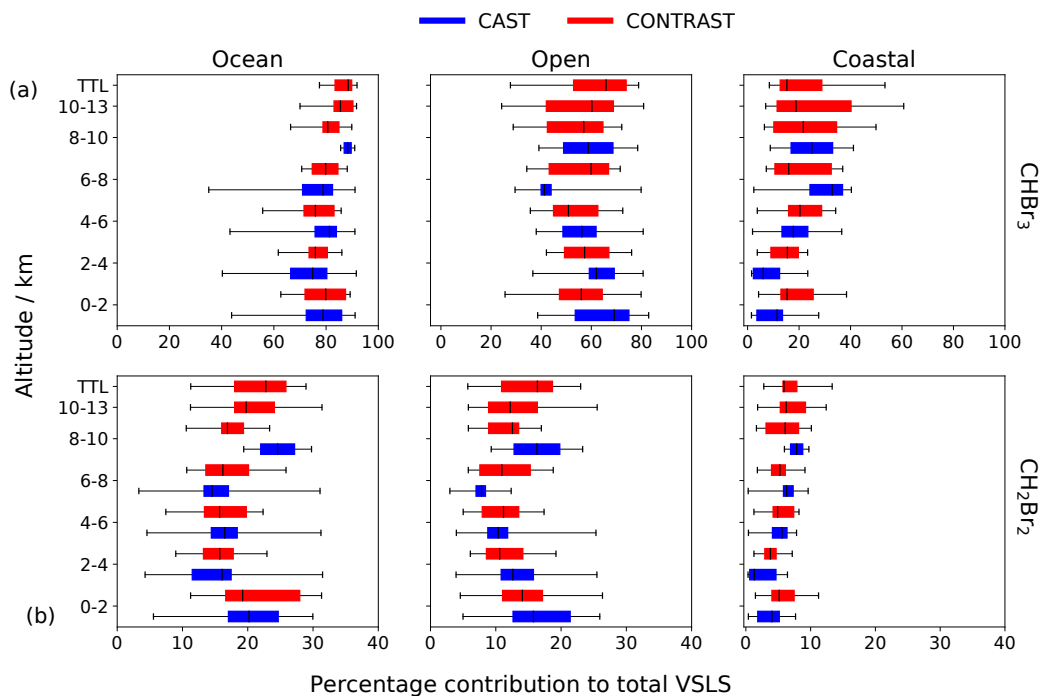 CAST CONTRAST
Ocean Open Coastal
(a)
TTL
10-13
8-10
6-8
4-6
2-4
0-2
CHBr₃
0 20 40 60 80 100 0 20 40 60 80 100 0 20 40 60 80 100
Altitude / km
TTL
10-13
8-10
6-8
4-6
2-4
0-2
CH₂Br₂
(b)
0 10 20 30 40 0 10 20 30 40 0 10 20 30 40
Percentage contribution to total VSLS